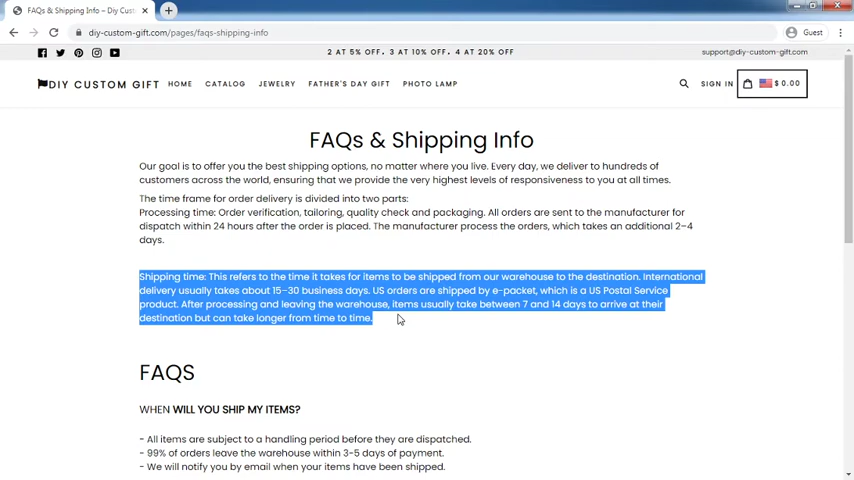 FAQs & Shipping Info – Diy Cust
diy-custom-gift.com/pages/faqs-shipping-info
Guest
2 AT 5% OFF. 3 AT 10% OFF. 4 AT 20% OFF
support@diy-custom-gift.com
DIY CUSTOM GIFT
HOME
CATALOG
JEWELRY
FATHER'S DAY GIFT
PHOTO LAMP
SIGN IN
$ 0.00
FAQs & Shipping Info
Our goal is to offer you the best shipping options, no matter where you live. Every day, we deliver to hundreds of
customers across the world, ensuring that we provide the very highest levels of responsiveness to you at all times.
The time frame for order delivery is divided into two parts:
Processing time: Order verification, tailoring, quality check and packaging. All orders are sent to the manufacturer for
dispatch within 24 hours after the order is placed. The manufacturer process the orders, which takes an additional 2–4
days.
Shipping time: This refers to the time it takes for items to be shipped from our warehouse to the destination. International
delivery usually takes about 15–30 business days. US orders are shipped by e-packet, which is a US Postal Service
product. After processing and leaving the warehouse, items usually take between 7 and 14 days to arrive at their
destination but can take longer from time to time.
FAQS
WHEN WILL YOU SHIP MY ITEMS?
- All items are subject to a handling period before they are dispatched.
- 99% of orders leave the warehouse within 3-5 days of payment.
- We will notify you by email when your items have been shipped.